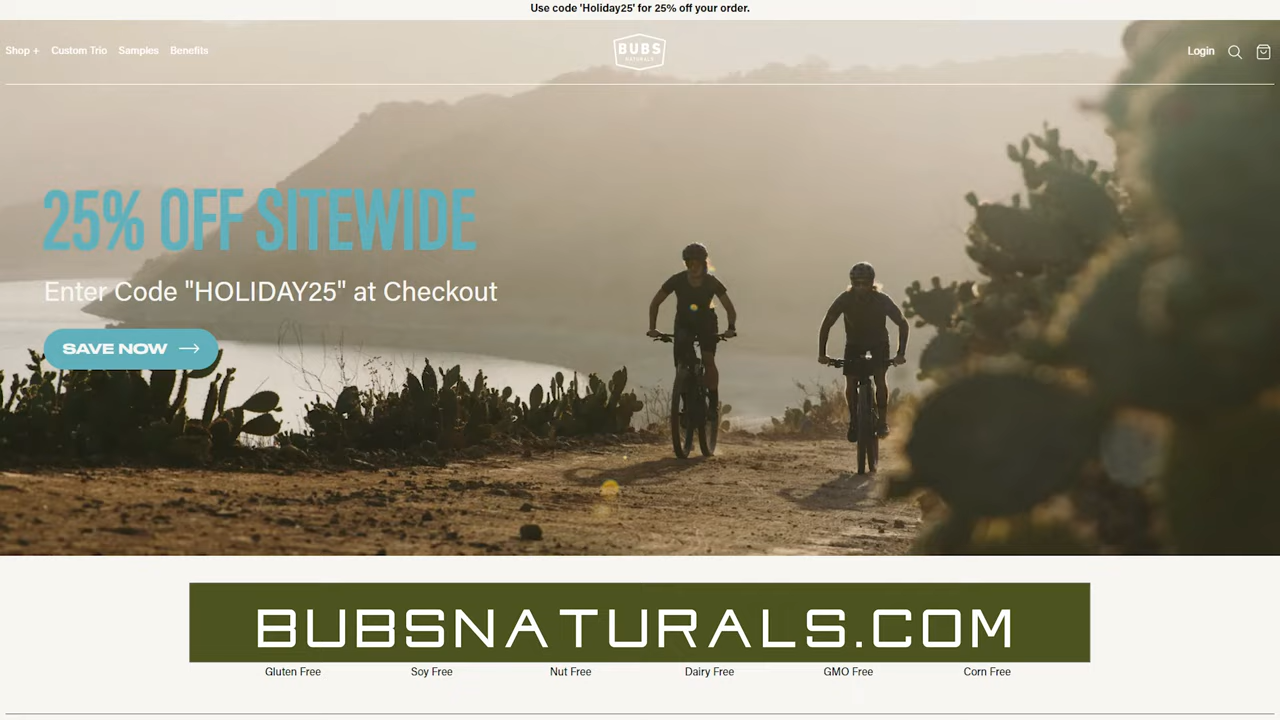 Use code 'Holiday25' for 25% off your order.
Shop + Custom Trio Samples Benefits
BUBS
NATURALS
Login
25% OFF SITEWIDE
Enter Code "HOLIDAY25" at Checkout
SAVE NOW
BUBSNATURALS.COM
Gluten Free Soy Free Nut Free Dairy Free GMO Free Corn Free